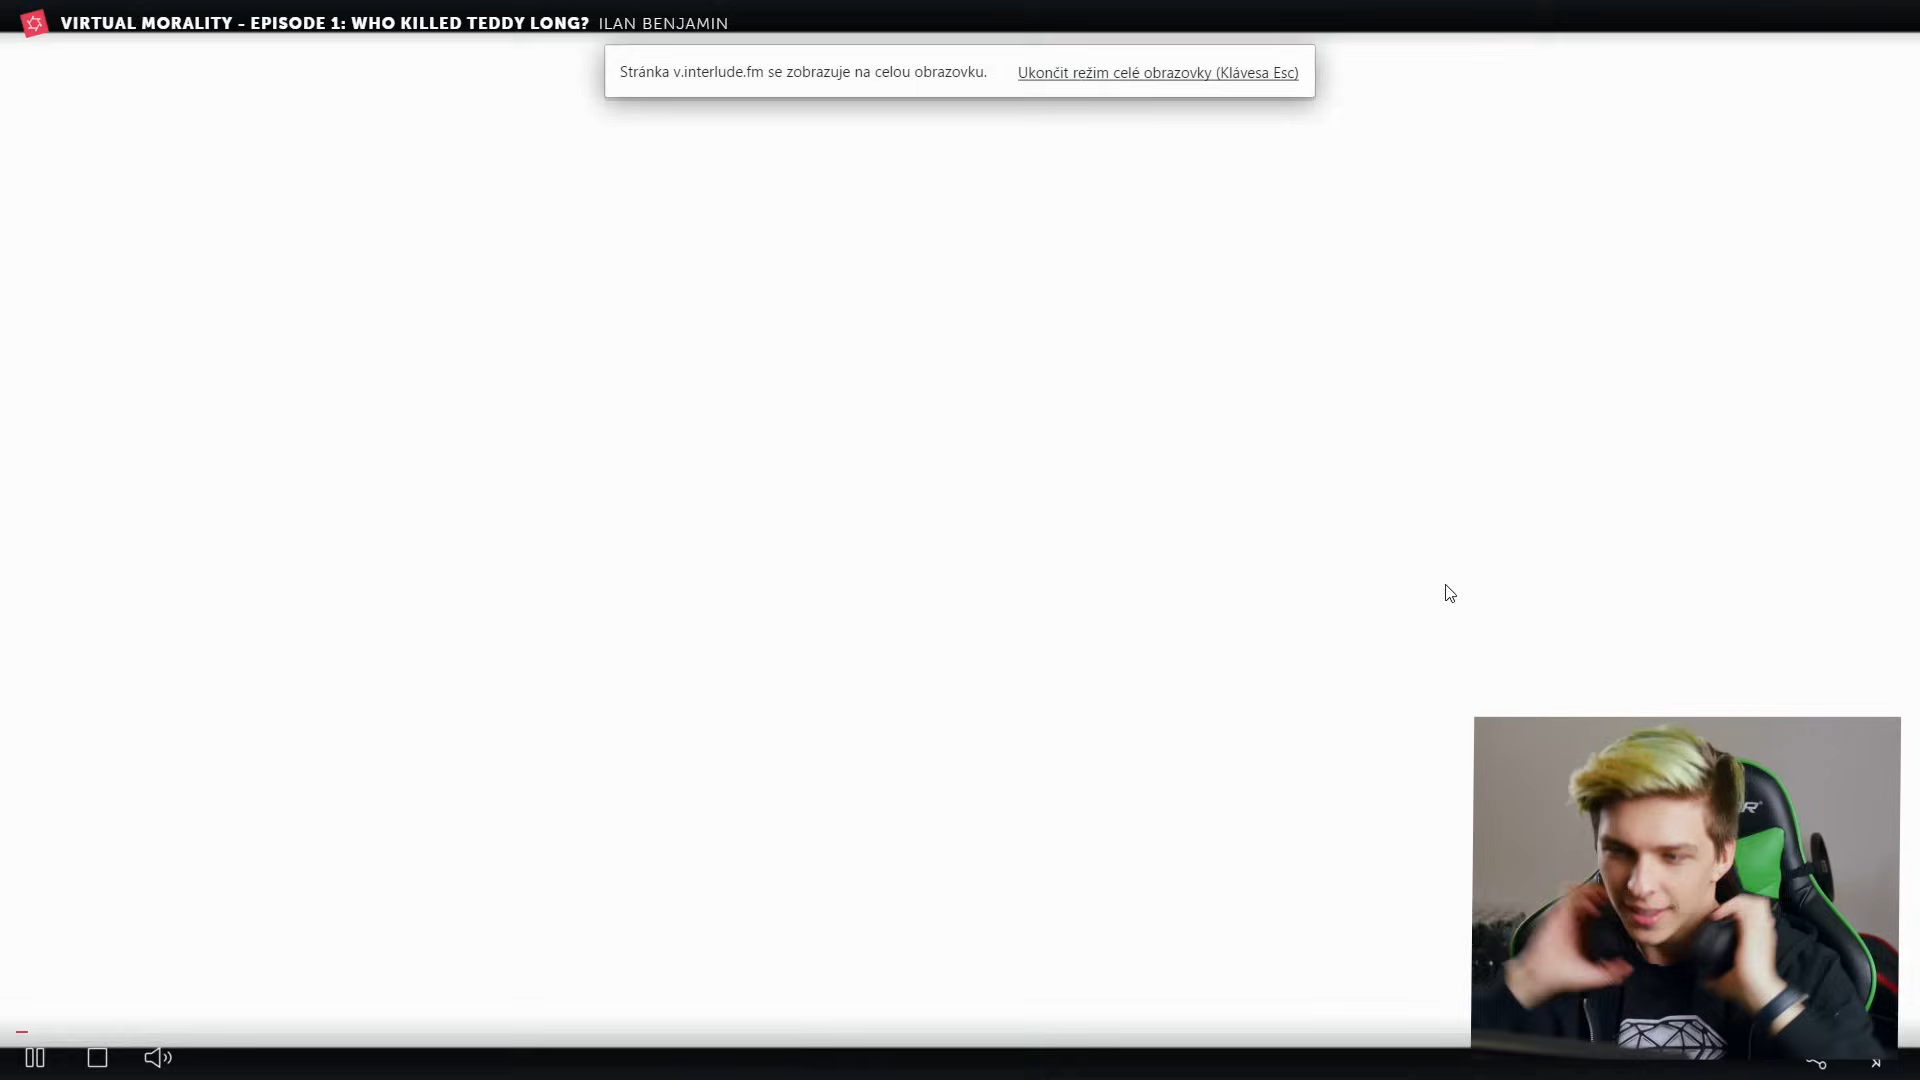 VIRTUAL MORALITY - EPISODE 1: WHO KILLED TEDDY LONG? ILAN BENJAMIN
Stránka v.interlude.fm se zobrazuje na celou obrazovku. Ukončit režim celé obrazovky (Klávesa Esc)